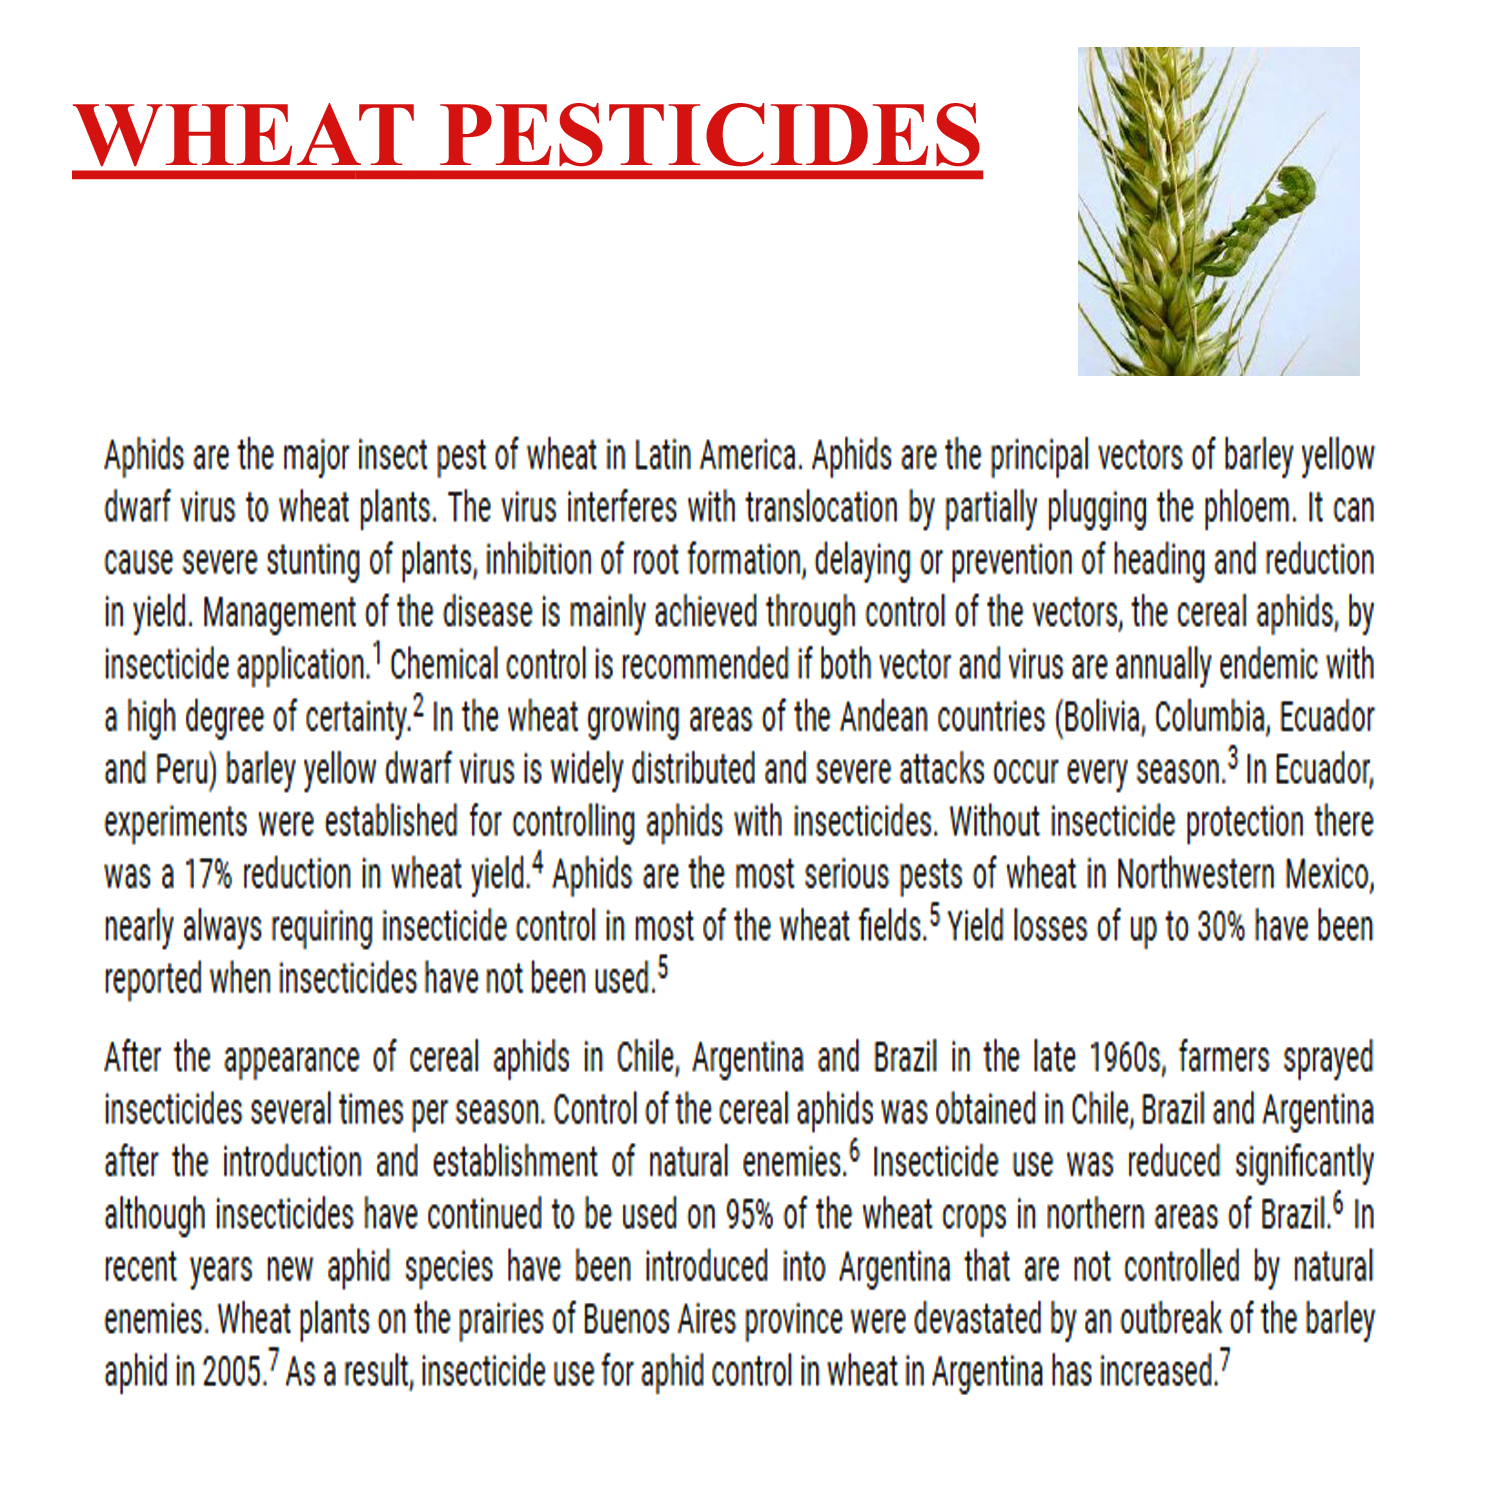 WHEAT PESTICIDES
Aphids are the major insect pest of wheat in Latin America. Aphids are the principal vectors of barley yellow
dwarf virus to wheat plants. The virus interferes with translocation by partially plugging the phloem. It can
cause severe stunting of plants, inhibition of root formation, delaying or prevention of heading and reduction
in yield. Management of the disease is mainly achieved through control of the vectors, the cereal aphids, by
insecticide application.¹ Chemical control is recommended if both vector and virus are annually endemic with
a high degree of certainty.² In the wheat growing areas of the Andean countries (Bolivia, Columbia, Ecuador
and Peru) barley yellow dwarf virus is widely distributed and severe attacks occur every season.³ In Ecuador,
experiments were established for controlling aphids with insecticides. Without insecticide protection there
was a 17% reduction in wheat yield.⁴ Aphids are the most serious pests of wheat in Northwestern Mexico,
nearly always requiring insecticide control in most of the wheat fields.⁵ Yield losses of up to 30% have been
reported when insecticides have not been used.⁵
After the appearance of cereal aphids in Chile, Argentina and Brazil in the late 1960s, farmers sprayed
insecticides several times per season. Control of the cereal aphids was obtained in Chile, Brazil and Argentina
after the introduction and establishment of natural enemies.⁶ Insecticide use was reduced significantly
although insecticides have continued to be used on 95% of the wheat crops in northern areas of Brazil.⁶ In
recent years new aphid species have been introduced into Argentina that are not controlled by natural
enemies. Wheat plants on the prairies of Buenos Aires province were devastated by an outbreak of the barley
aphid in 2005.⁷ As a result, insecticide use for aphid control in wheat in Argentina has increased.⁷